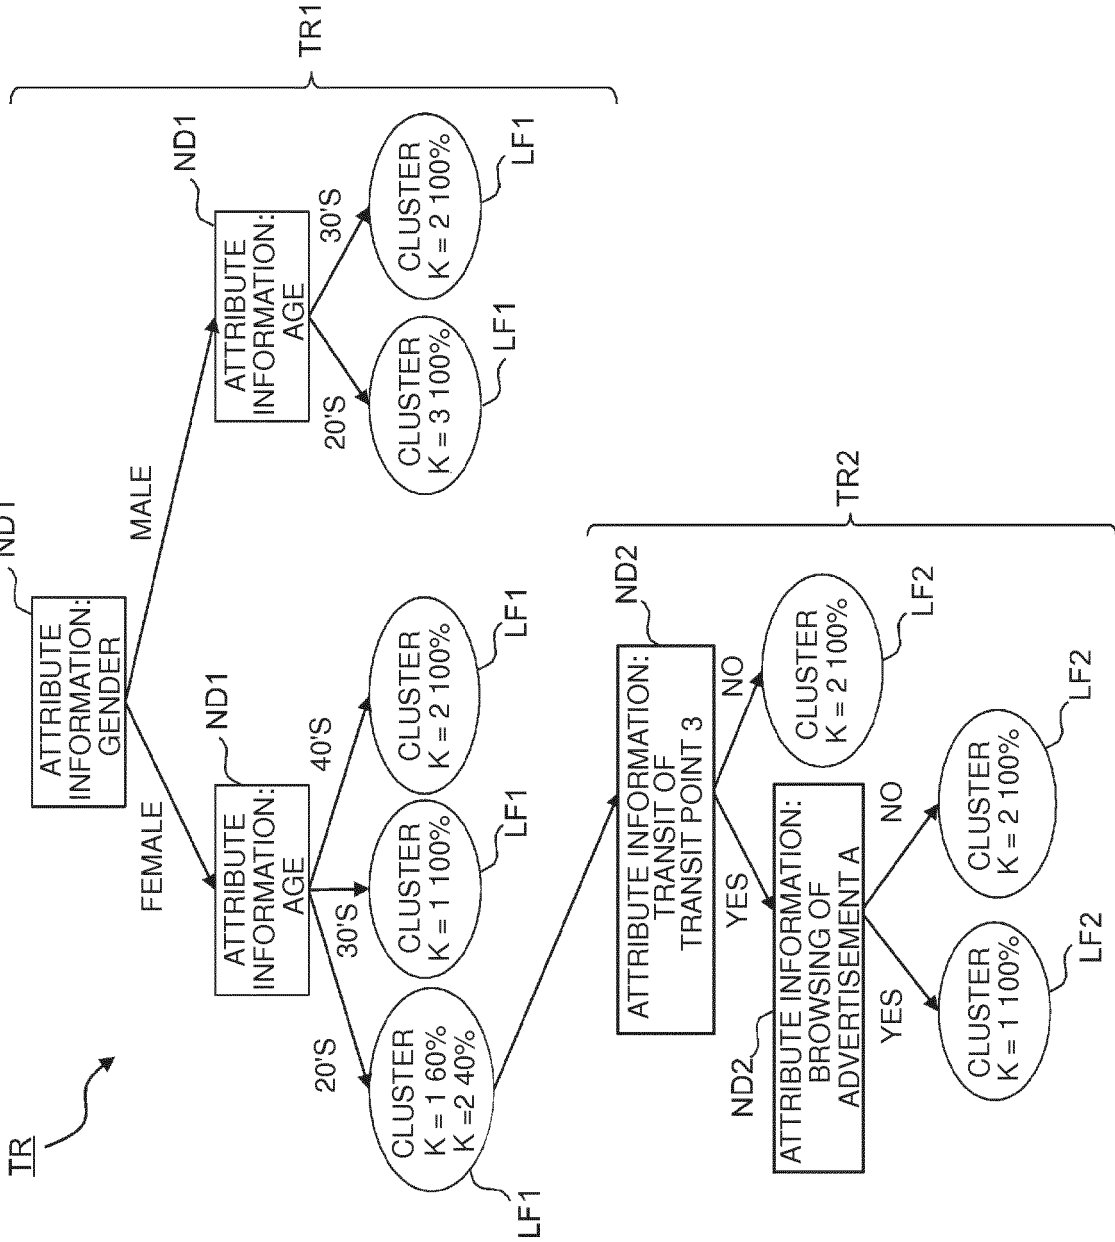 TR
ND1
ATTRIBUTE
INFORMATION:
GENDER
FEMALE
MALE
TR1
ND1
ATTRIBUTE
INFORMATION:
AGE
ND1
ATTRIBUTE
INFORMATION:
AGE
20'S
30'S
40'S
20'S
30'S
CLUSTER
K = 1 60%
K =2 40%
LF1
CLUSTER
K = 1 100%
LF1
CLUSTER
K = 2 100%
LF1
CLUSTER
K = 3 100%
LF1
CLUSTER
K = 2 100%
LF1
ND2
ATTRIBUTE INFORMATION:
TRANSIT OF
TRANSIT POINT 3
TR2
YES
NO
ND2
ATTRIBUTE INFORMATION:
BROWSING OF
ADVERTISEMENT A
CLUSTER
K = 2 100%
LF2
YES
NO
CLUSTER
K = 1 100%
LF2
CLUSTER
K = 2 100%
LF2